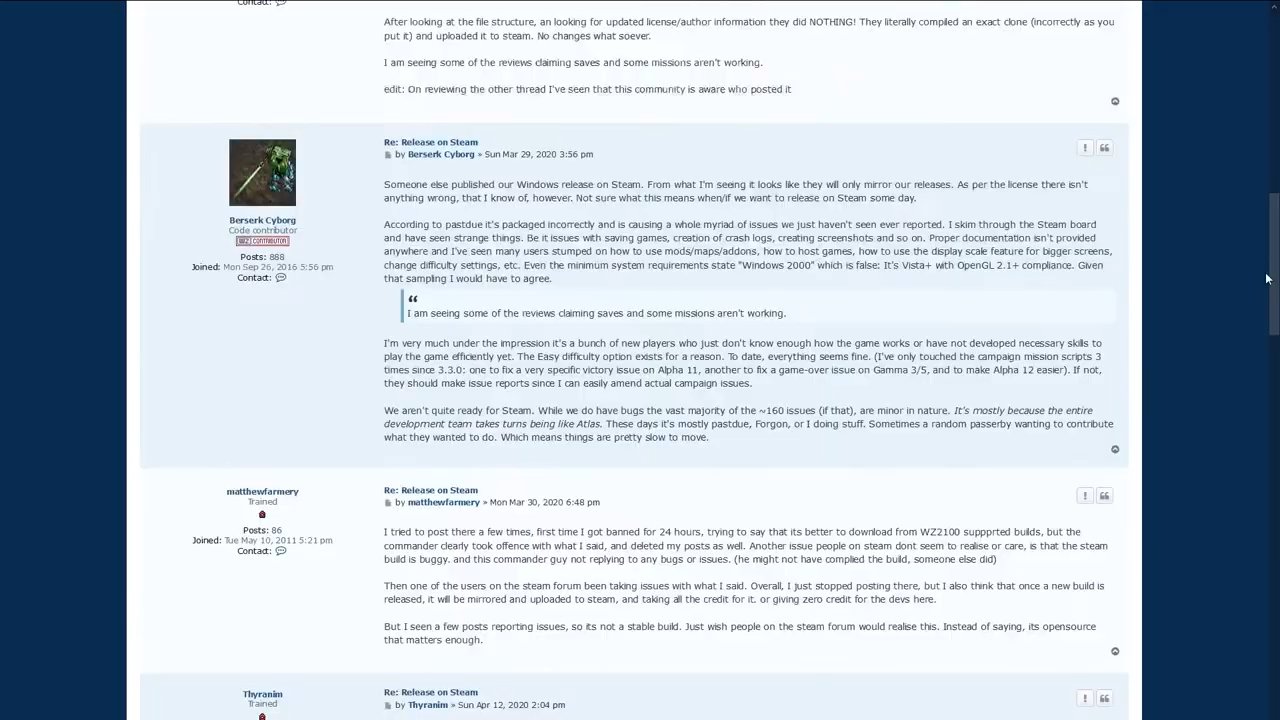 Contact:
After looking at the file structure, an looking for updated license/author information they did NOTHING! They literally compiled an exact clone (incorrectly as you
put it) and uploaded it to steam. No changes what soever.
I am seeing some of the reviews claiming saves and some missions aren't working.
edit: On reviewing the other thread I've seen that this community is aware who posted it
Berserk Cyborg
Code contributor
WZ CONTRIBUTOR
Posts: 888
Joined: Mon Sep 26, 2016 5:56 pm
Contact:
Re: Release on Steam
by Berserk Cyborg » Sun Mar 29, 2020 3:56 pm
Someone else published our Windows release on Steam. From what I'm seeing it looks like they will only mirror our releases. As per the license there isn't
anything wrong, that I know of, however. Not sure what this means when/if we want to release on Steam some day.
According to pastdue it's packaged incorrectly and is causing a whole myriad of issues we just haven't seen ever reported. I skim through the Steam board
and have seen strange things. Be it issues with saving games, creation of crash logs, creating screenshots and so on. Proper documentation isn't provided
anywhere and I've seen many users stumped on how to use mods/maps/addons, how to host games, how to use the display scale feature for bigger screens,
change difficulty settings, etc. Even the minimum system requirements state "Windows 2000" which is false: It's Vista+ with OpenGL 2.1+ compliance. Given
that sampling I would have to agree.
“
I am seeing some of the reviews claiming saves and some missions aren't working.
I'm very much under the impression it's a bunch of new players who just don't know enough how the game works or have not developed necessary skills to
play the game efficiently yet. The Easy difficulty option exists for a reason. To date, everything seems fine. (I've only touched the campaign mission scripts 3
times since 3.3.0: one to fix a very specific victory issue on Alpha 11, another to fix a game-over issue on Gamma 3/5, and to make Alpha 12 easier). If not,
they should make issue reports since I can easily amend actual campaign issues.
We aren't quite ready for Steam. While we do have bugs the vast majority of the ~160 issues (if that), are minor in nature. It's mostly because the entire
development team takes turns being like Atlas. These days it's mostly pastdue, Forgon, or I doing stuff. Sometimes a random passerby wanting to contribute
what they wanted to do. Which means things are pretty slow to move.
matthewfarmery
Trained
Posts: 86
Joined: Tue May 10, 2011 5:21 pm
Contact:
Re: Release on Steam
by matthewfarmery » Mon Mar 30, 2020 6:48 pm
I tried to post there a few times, first time I got banned for 24 hours, trying to say that its better to download from WZ2100 suppprted builds, but the
commander clearly took offence with what I said, and deleted my posts as well. Another issue people on steam dont seem to realise or care, is that the steam
build is buggy. and this commander guy not replying to any bugs or issues. (he might not have complied the build, someone else did)
Then one of the users on the steam forum been taking issues with what I said. Overall, I just stopped posting there, but I also think that once a new build is
released, it will be mirrored and uploaded to steam, and taking all the credit for it. or giving zero credit for the devs here.
But I seen a few posts reporting issues, so its not a stable build. Just wish people on the steam forum would realise this. Instead of saying, its opensource
that matters enough.
Thyranim
Trained
Re: Release on Steam
by Thyranim » Sun Apr 12, 2020 2:04 pm